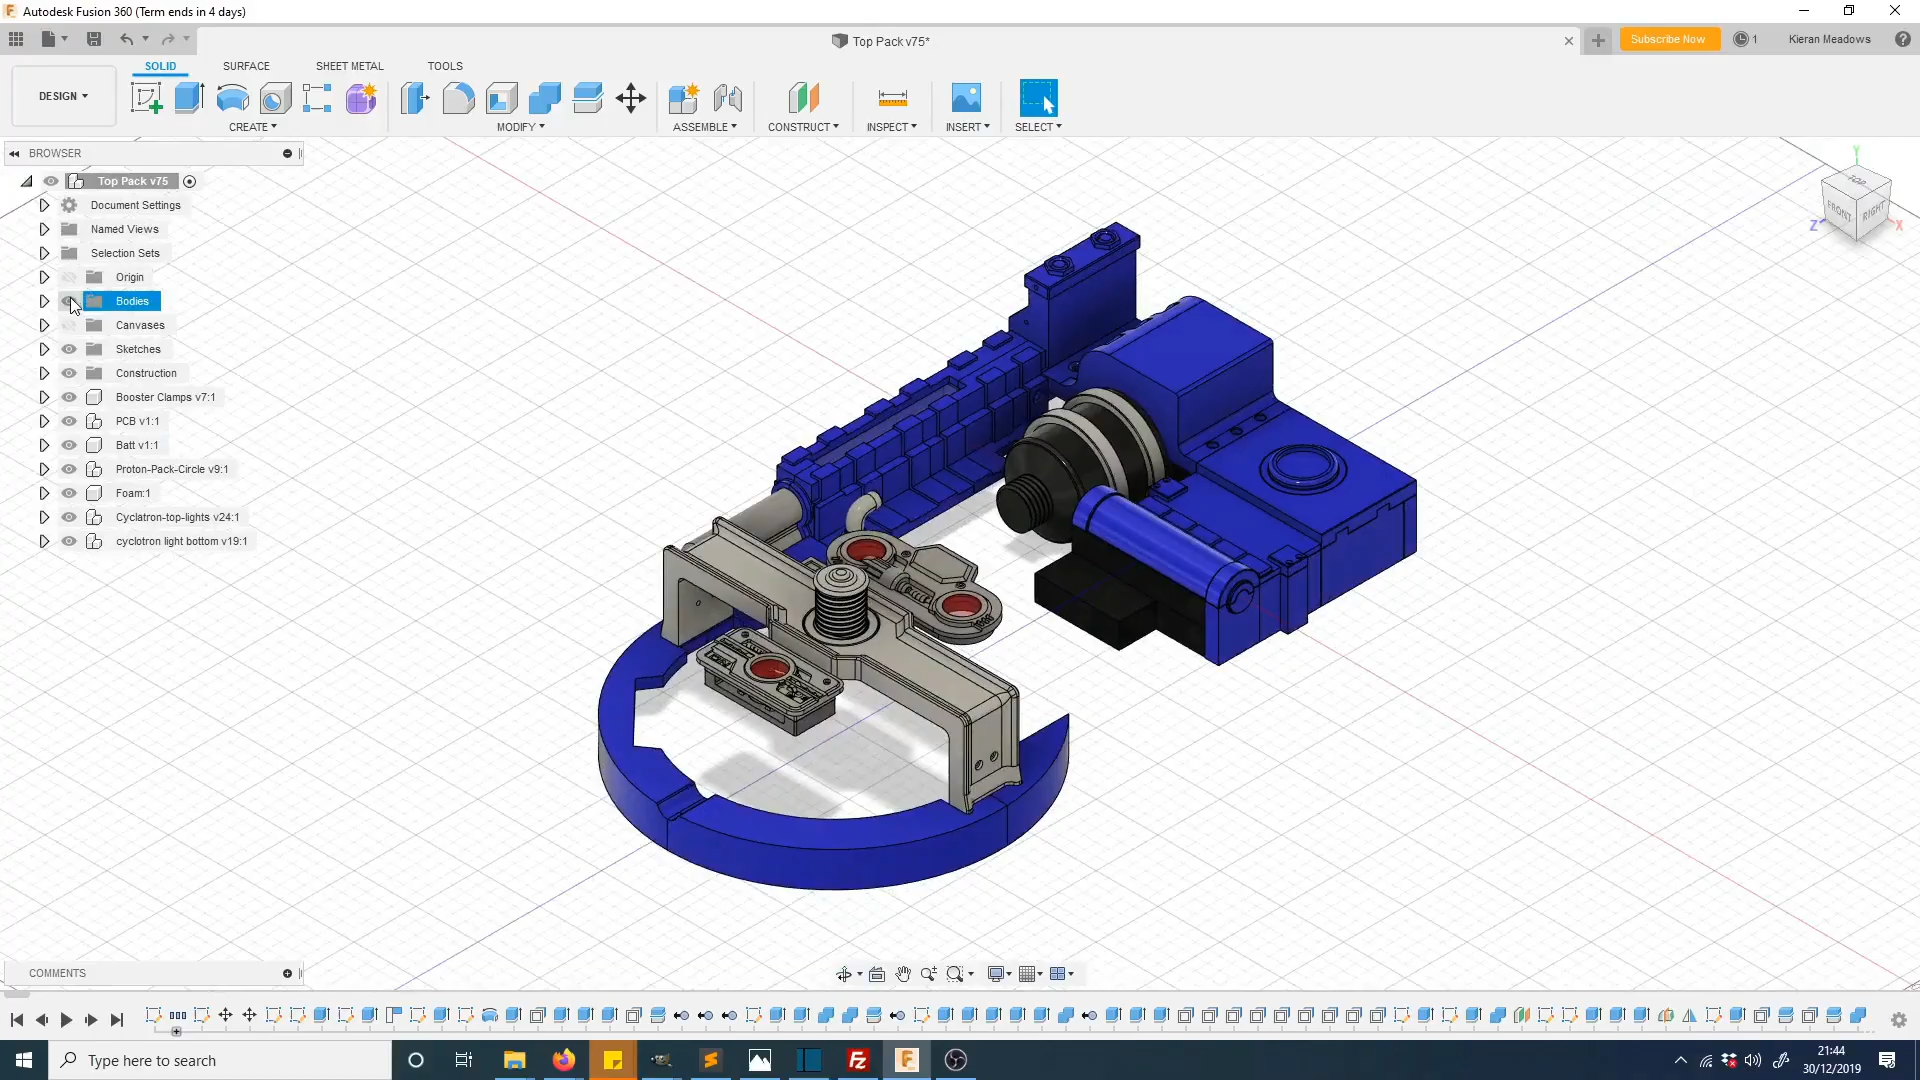 Autodesk Fusion 360 (Term ends in 4 days)
Top Pack v75*
Subscribe Now
1
Kieran Meadows
SOLID
SURFACE
SHEET METAL
TOOLS
DESIGN
CREATE
MODIFY
ASSEMBLE
CONSTRUCT
INSPECT
INSERT
SELECT
BROWSER
Top Pack v75
Document Settings
Named Views
Selection Sets
Origin
Bodies
Canvases
Sketches
Construction
Booster Clamps v7:1
PCB v1:1
Batt v1:1
Proton-Pack-Circle v9:1
Foam:1
Cyclatron-top-lights v24:1
cyclotron light bottom v19:1
Y
TOP
FRONT
RIGHT
Z
X
COMMENTS
Type here to search
21:44
30/12/2019